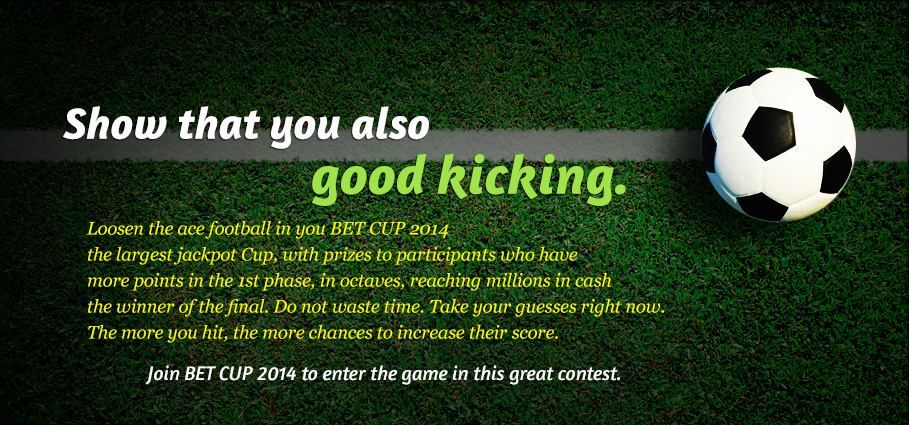 Show that you also
good kicking.
Loosen the ace football in you BET CUP 2014
the largest jackpot Cup, with prizes to participants who have
more points in the 1st phase, in octaves, reaching millions in cash
the winner of the final. Do not waste time. Take your guesses right now.
The more you hit, the more chances to increase their score.
Join BET CUP 2014 to enter the game in this great contest.